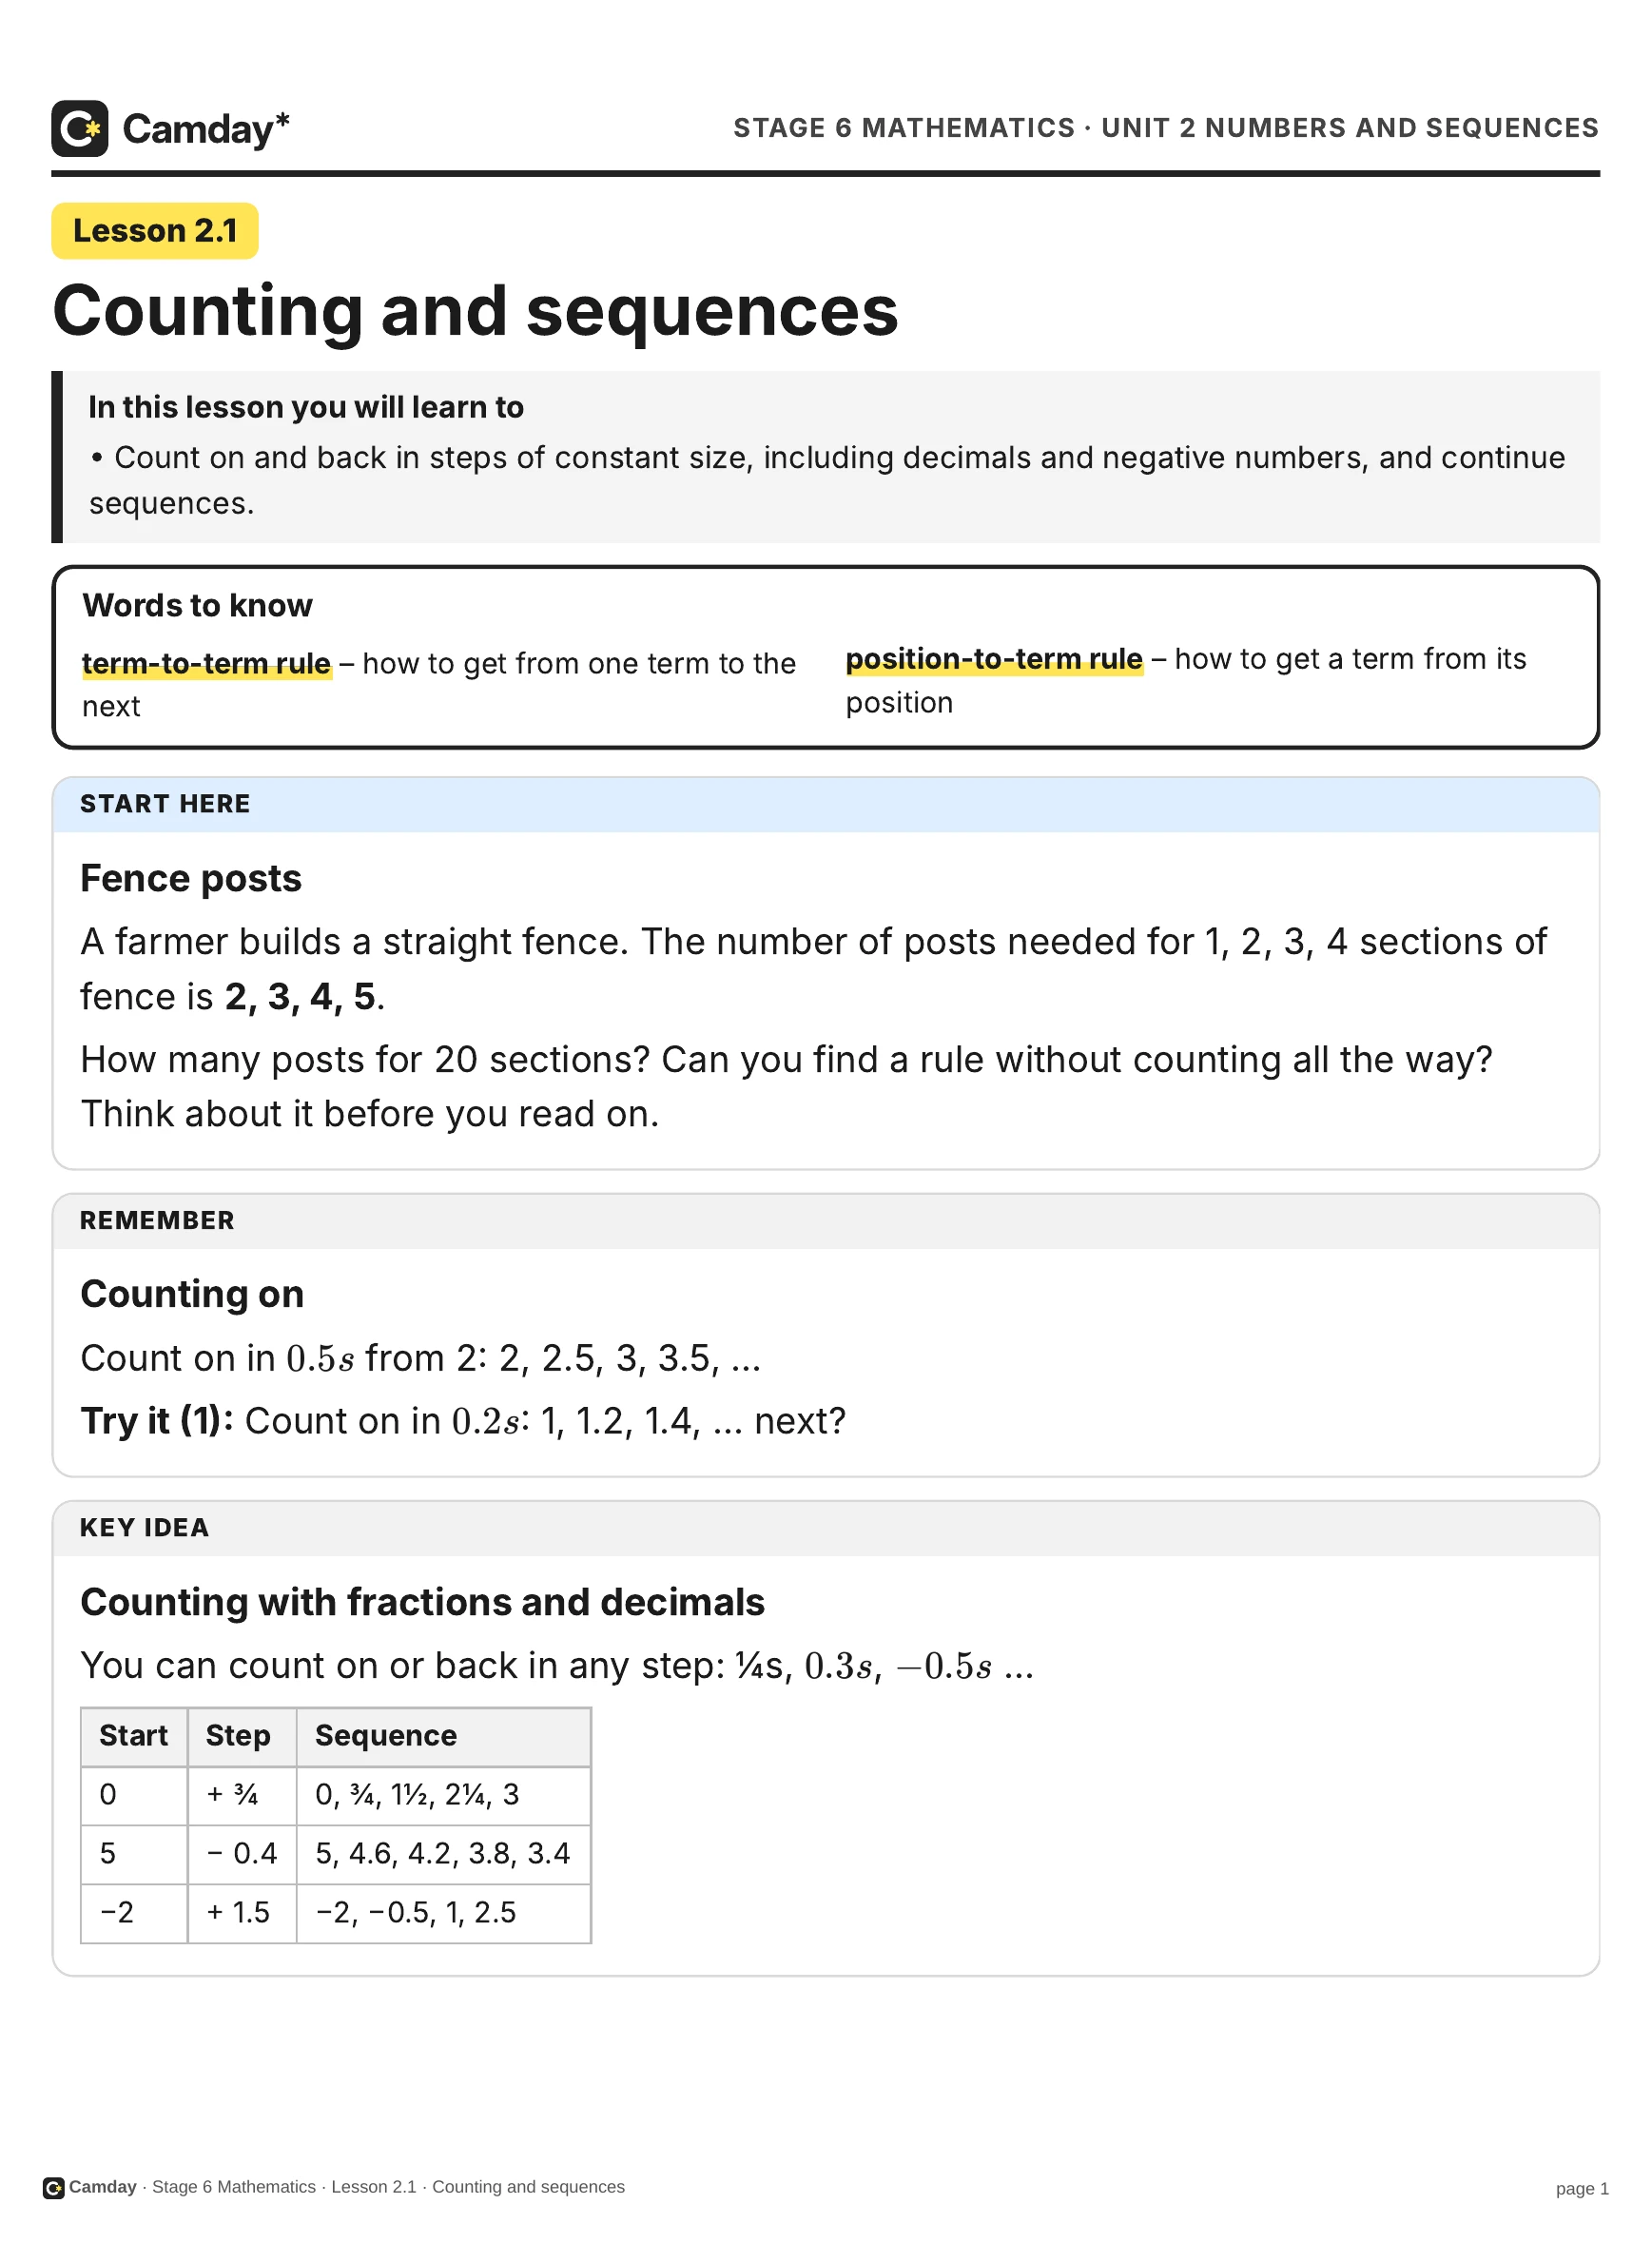 Camday*
STAGE 6 MATHEMATICS · UNIT 2 NUMBERS AND SEQUENCES
Lesson 2.1
Counting and sequences
In this lesson you will learn to
• Count on and back in steps of constant size, including decimals and negative numbers, and continue
sequences.
Words to know
term-to-term rule – how to get from one term to the
next
position-to-term rule – how to get a term from its
position
START HERE
Fence posts
A farmer builds a straight fence. The number of posts needed for 1, 2, 3, 4 sections of
fence is 2, 3, 4, 5.
How many posts for 20 sections? Can you find a rule without counting all the way?
Think about it before you read on.
REMEMBER
Counting on
Count on in 0.5s from 2: 2, 2.5, 3, 3.5, ...
Try it (1): Count on in 0.2s: 1, 1.2, 1.4, ... next?
KEY IDEA
Counting with fractions and decimals
You can count on or back in any step: ¼s, 0.3s, −0.5s ...
Start Step Sequence
0 + ¾ 0, ¾, 1½, 2¼, 3
5 − 0.4 5, 4.6, 4.2, 3.8, 3.4
−2 + 1.5 −2, −0.5, 1, 2.5
Camday · Stage 6 Mathematics · Lesson 2.1 · Counting and sequences
page 1